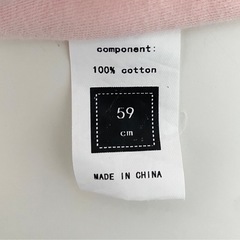 component:
100% cotton
59
cm
MADE IN CHINA